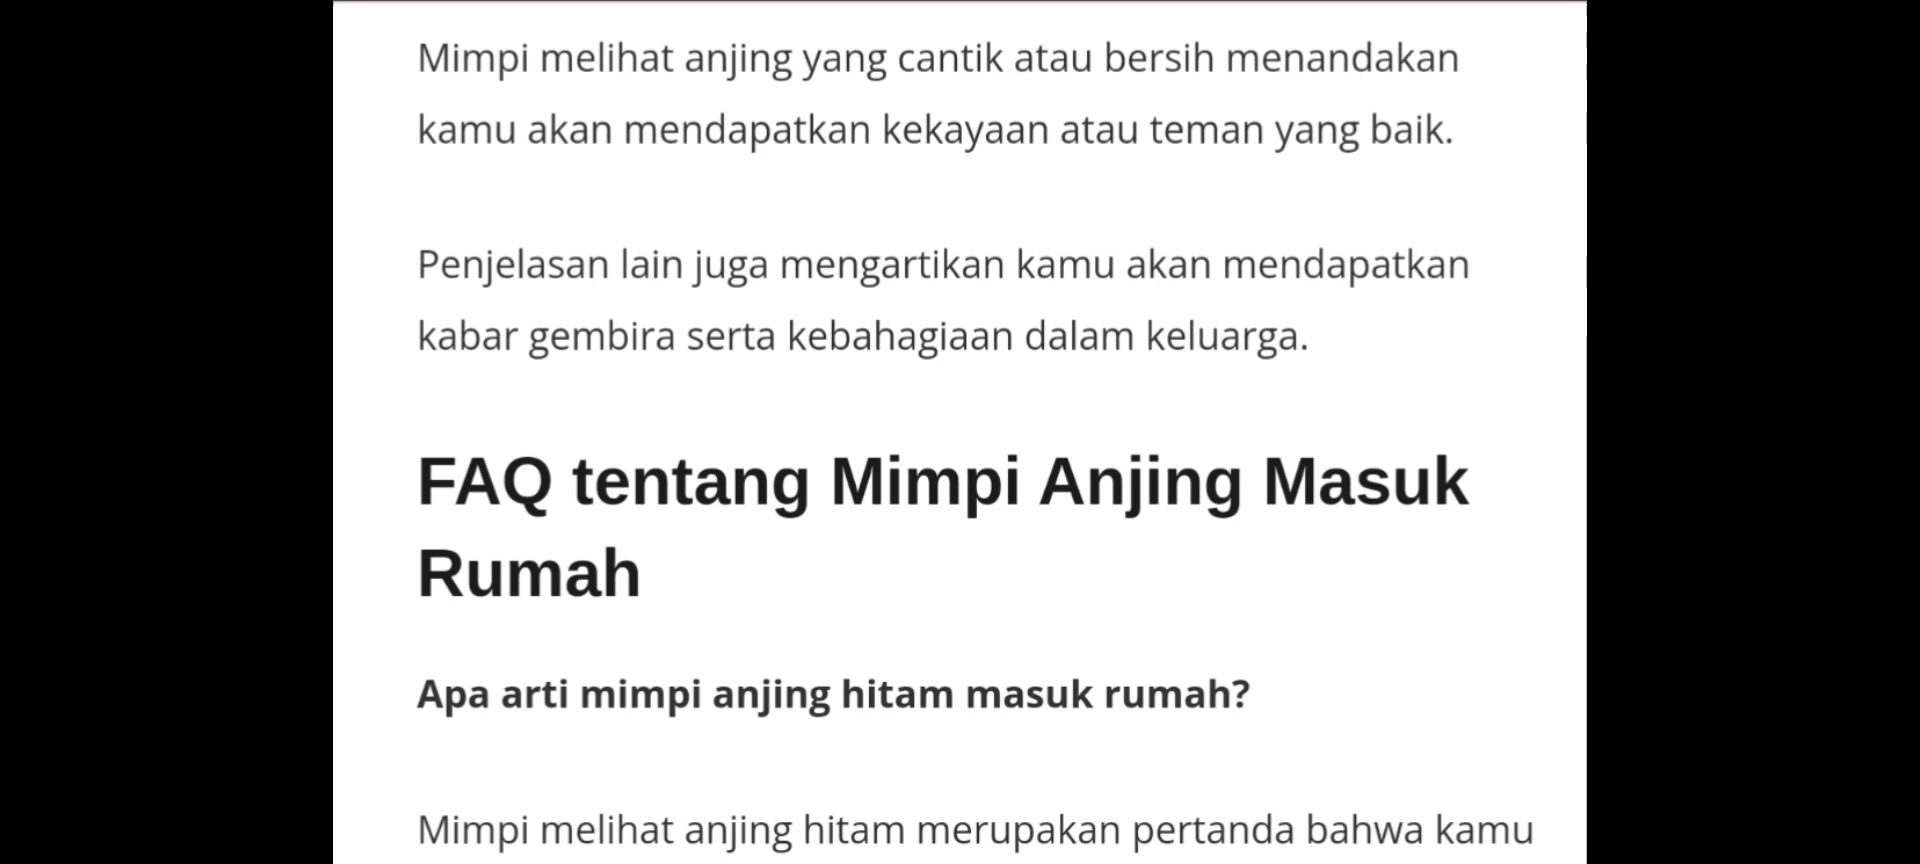 Mimpi melihat anjing yang cantik atau bersih menandakan
kamu akan mendapatkan kekayaan atau teman yang baik.
Penjelasan lain juga mengartikan kamu akan mendapatkan
kabar gembira serta kebahagiaan dalam keluarga.
FAQ tentang Mimpi Anjing Masuk
Rumah
Apa arti mimpi anjing hitam masuk rumah?
Mimpi melihat anjing hitam merupakan pertanda bahwa kamu